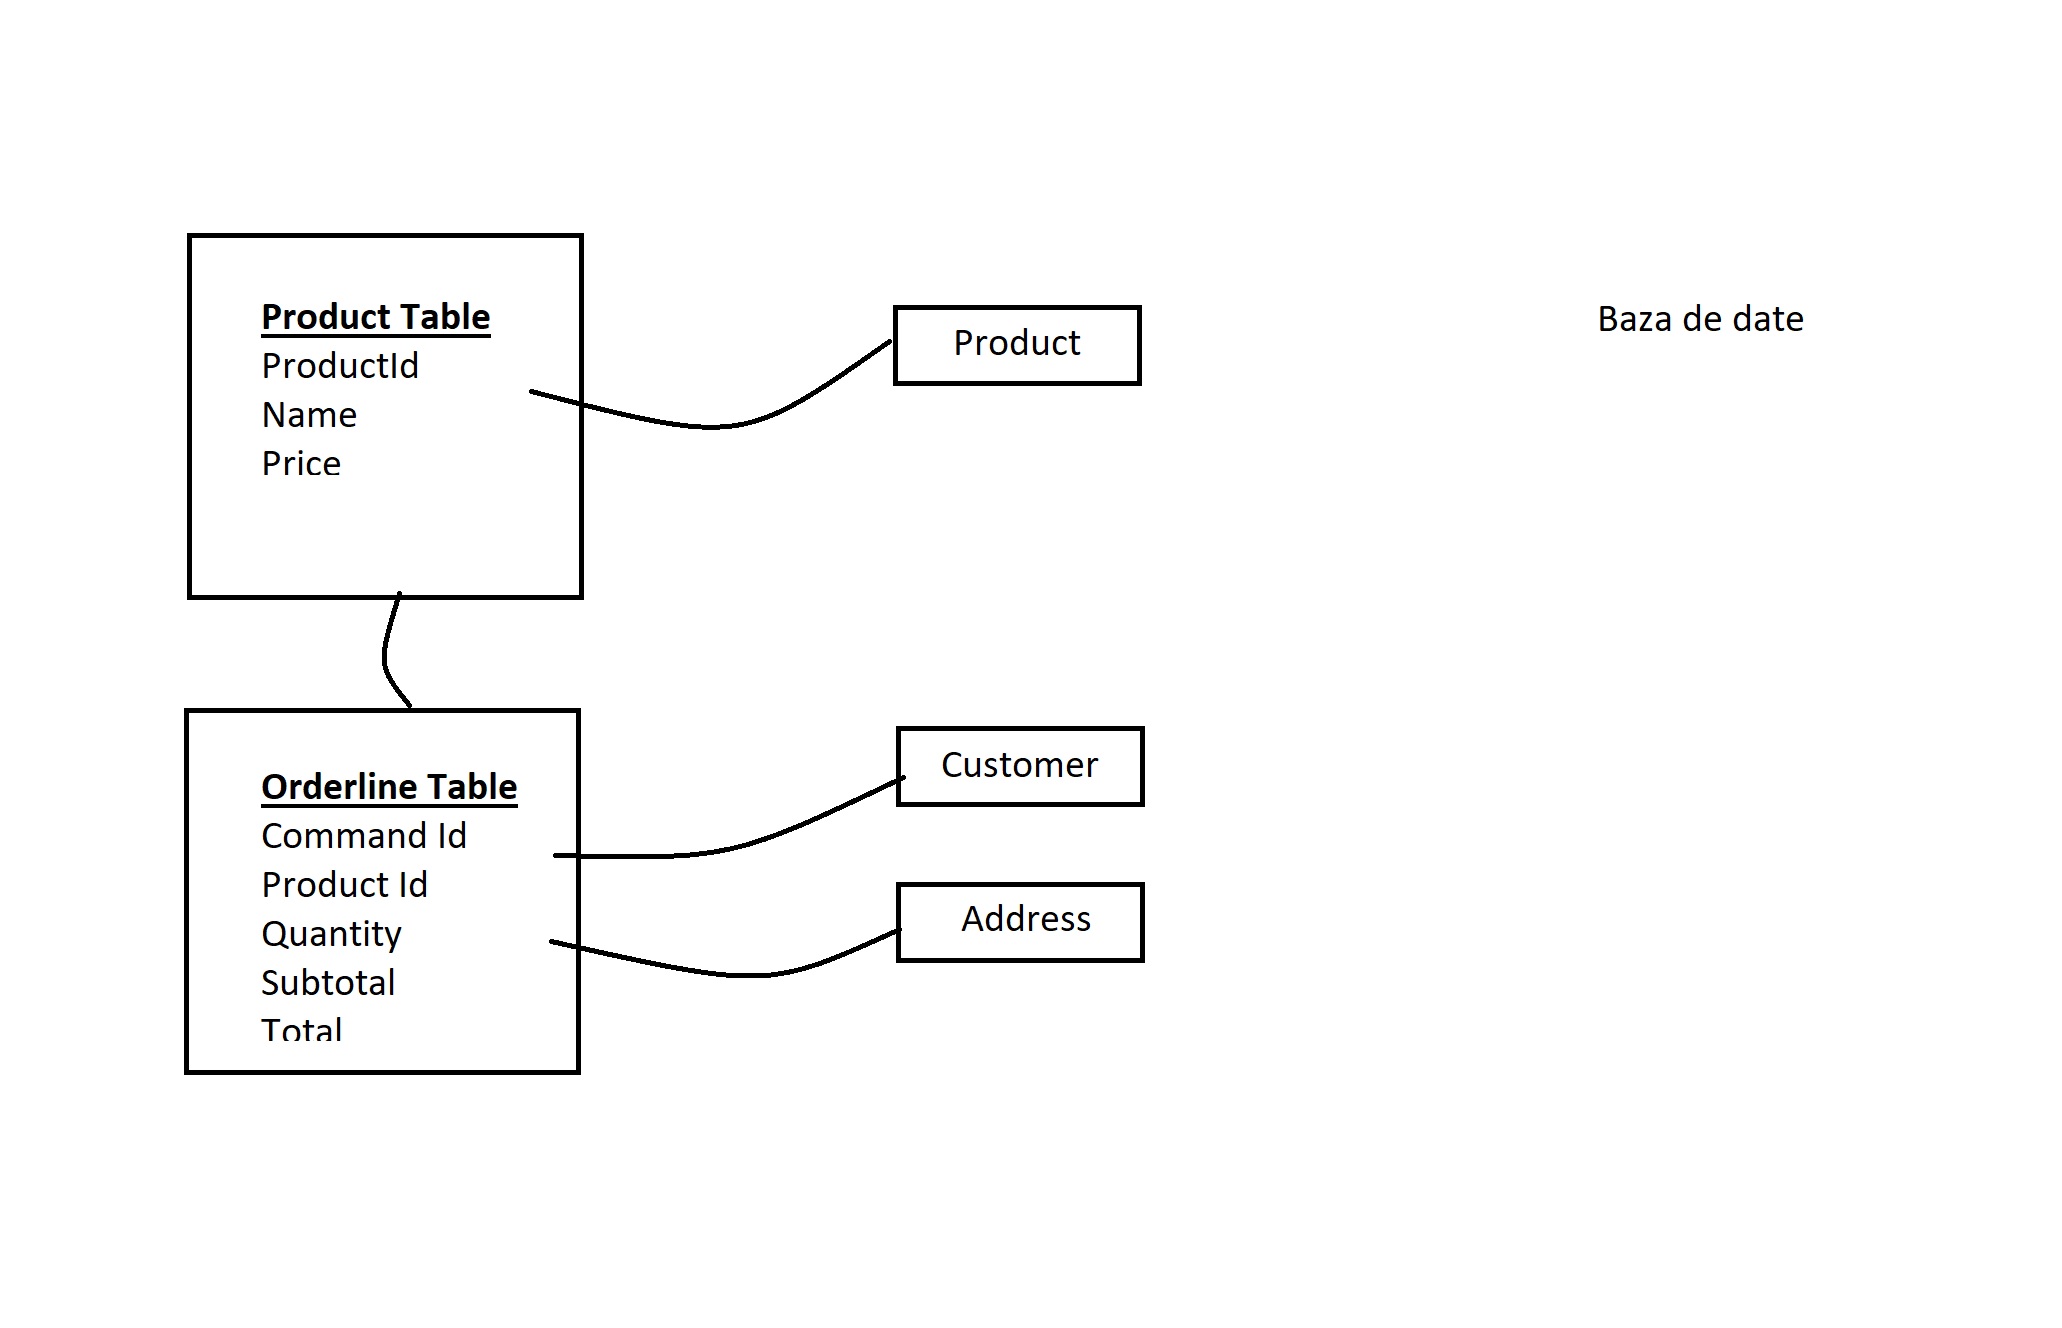 Product Table
ProductId
Name
Price
Product
Baza de date
Orderline Table
Command Id
Product Id
Quantity
Subtotal
Total
Customer
Address